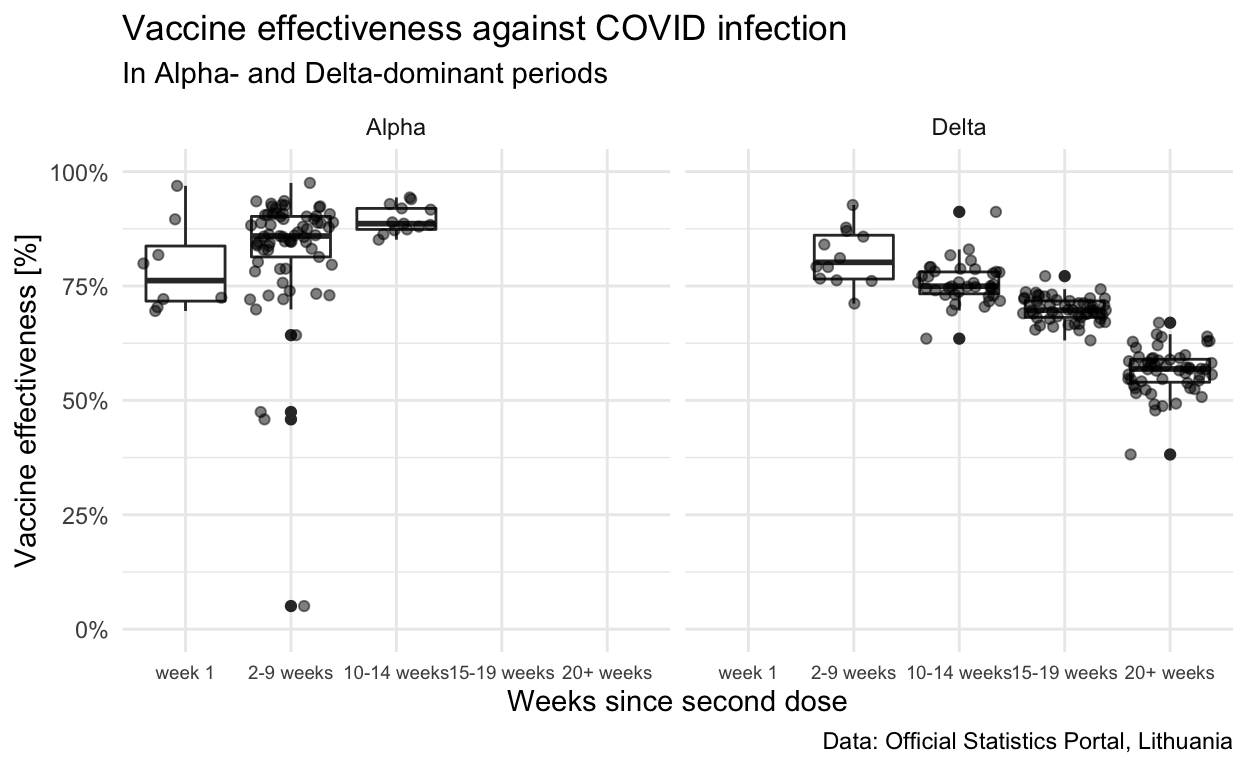 Vaccine effectiveness against COVID infection
In Alpha- and Delta-dominant periods
Alpha
Delta
Vaccine effectiveness [%]
100%
75%
50%
25%
0%
week 1 2-9 weeks 10-14 weeks 15-19 weeks 20+ weeks
week 1 2-9 weeks 10-14 weeks 15-19 weeks 20+ weeks
Weeks since second dose
Data: Official Statistics Portal, Lithuania